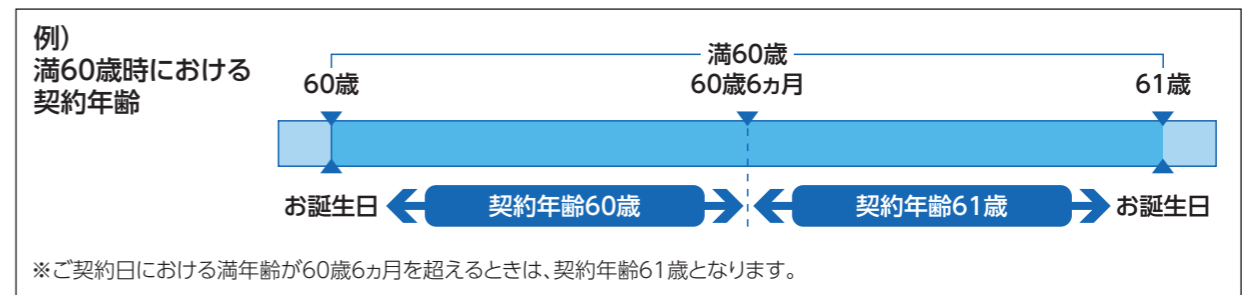 例)
満60歳時における
契約年齢
満60歳
60歳
60歳6ヵ月
61歳
お誕生日
契約年齢60歳
契約年齢61歳
お誕生日
※ご契約日における満年齢が60歳6ヵ月を超えるときは、契約年齢61歳となります。